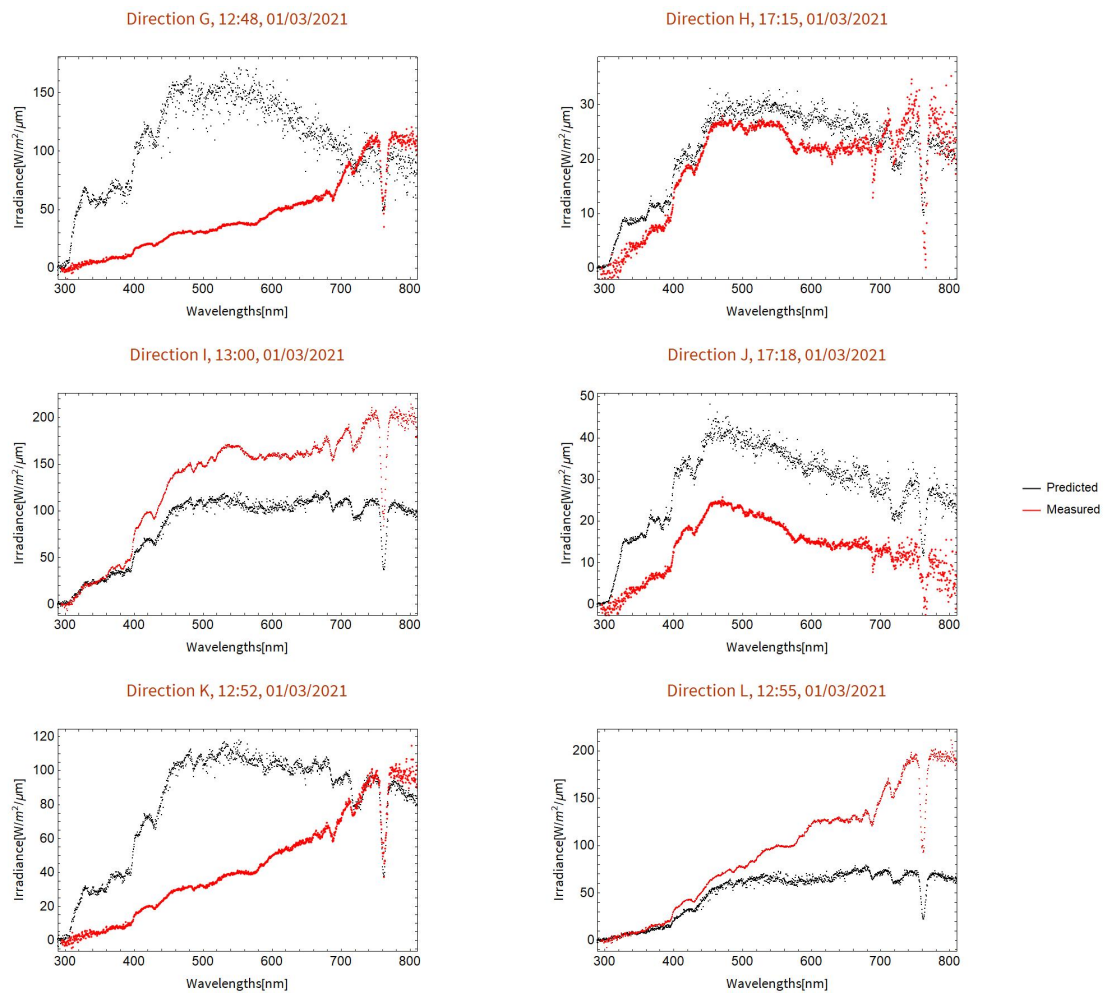 Direction G, 12:48, 01/03/2021
Irradiance[W/m²/μm]
150
100
50
0
300 400 500 600 700 800
Wavelengths[nm]
Direction H, 17:15, 01/03/2021
Irradiance[W/m²/μm]
30
20
10
0
300 400 500 600 700 800
Wavelengths[nm]
Direction I, 13:00, 01/03/2021
Irradiance[W/m²/μm]
200
150
100
50
0
300 400 500 600 700 800
Wavelengths[nm]
Direction J, 17:18, 01/03/2021
Irradiance[W/m²/μm]
50
40
30
20
10
0
300 400 500 600 700 800
Wavelengths[nm]
Predicted
Measured
Direction K, 12:52, 01/03/2021
Irradiance[W/m²/μm]
120
100
80
60
40
20
0
300 400 500 600 700 800
Wavelengths[nm]
Direction L, 12:55, 01/03/2021
Irradiance[W/m²/μm]
200
150
100
50
0
300 400 500 600 700 800
Wavelengths[nm]